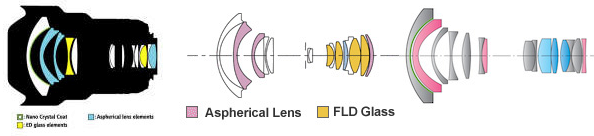 : Nano Crystal Coat
: Aspherical lens elements
: ED glass elements
Aspherical Lens
FLD Glass